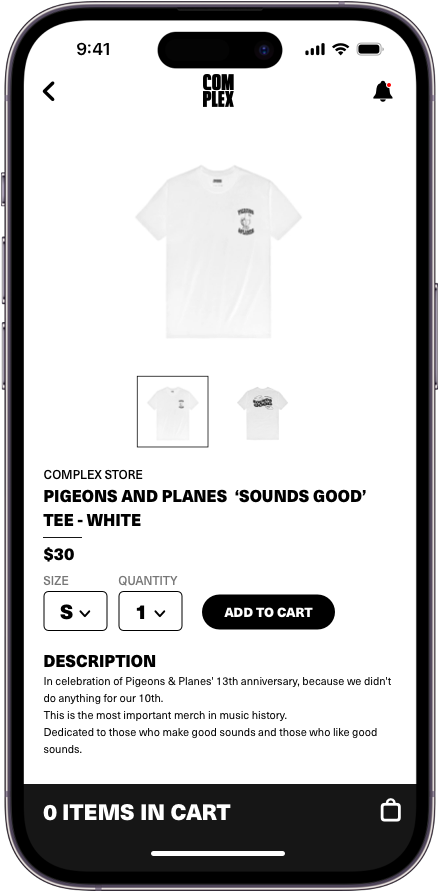 9:41
COM
PLEX
PIGEONS
COMPLEX STORE
PIGEONS AND PLANES ‘SOUNDS GOOD’
TEE - WHITE
$30
SIZE QUANTITY
S 1 ADD TO CART
DESCRIPTION
In celebration of Pigeons & Planes' 13th anniversary, because we didn't
do anything for our 10th.
This is the most important merch in music history.
Dedicated to those who make good sounds and those who like good
sounds.
0 ITEMS IN CART